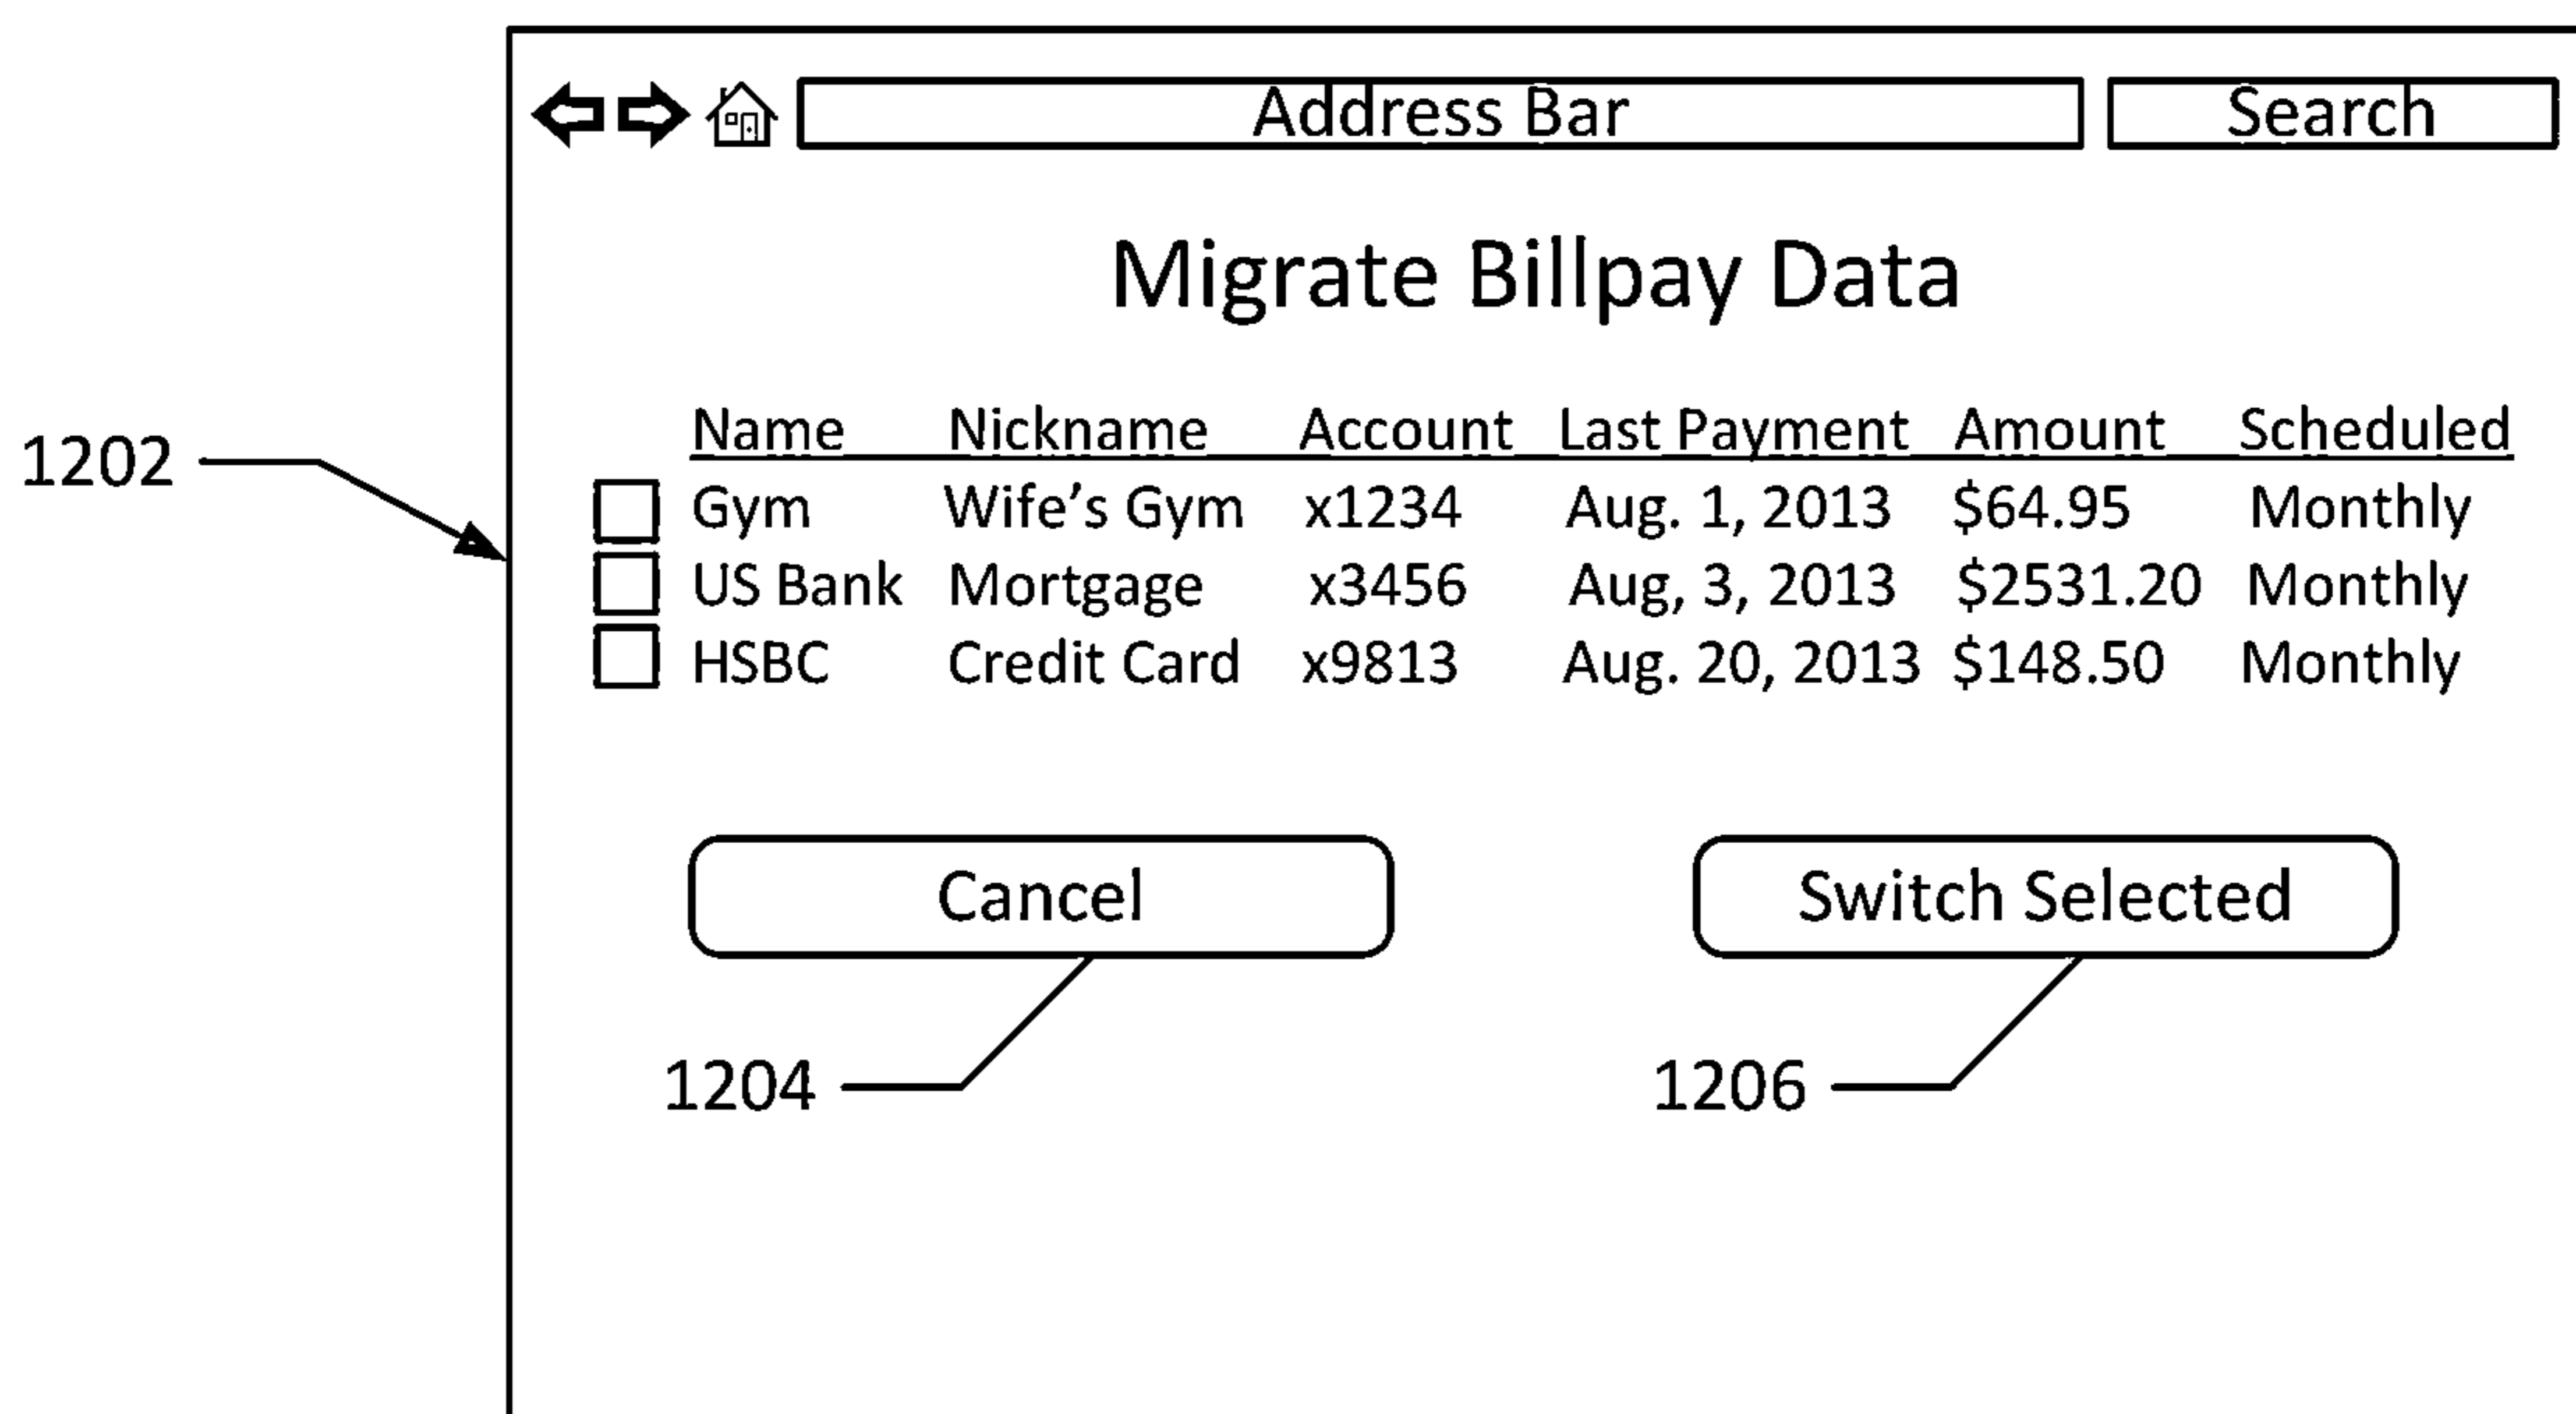 Address Bar Search
Migrate Billpay Data
Name Nickname Account Last Payment Amount Scheduled
1202
Gym Wife's Gym x1234 Aug. 1, 2013 $64.95 Monthly
US Bank Mortgage x3456 Aug, 3, 2013 $2531.20 Monthly
HSBC Credit Card x9813 Aug. 20, 2013 $148.50 Monthly
Cancel Switch Selected
1204 1206